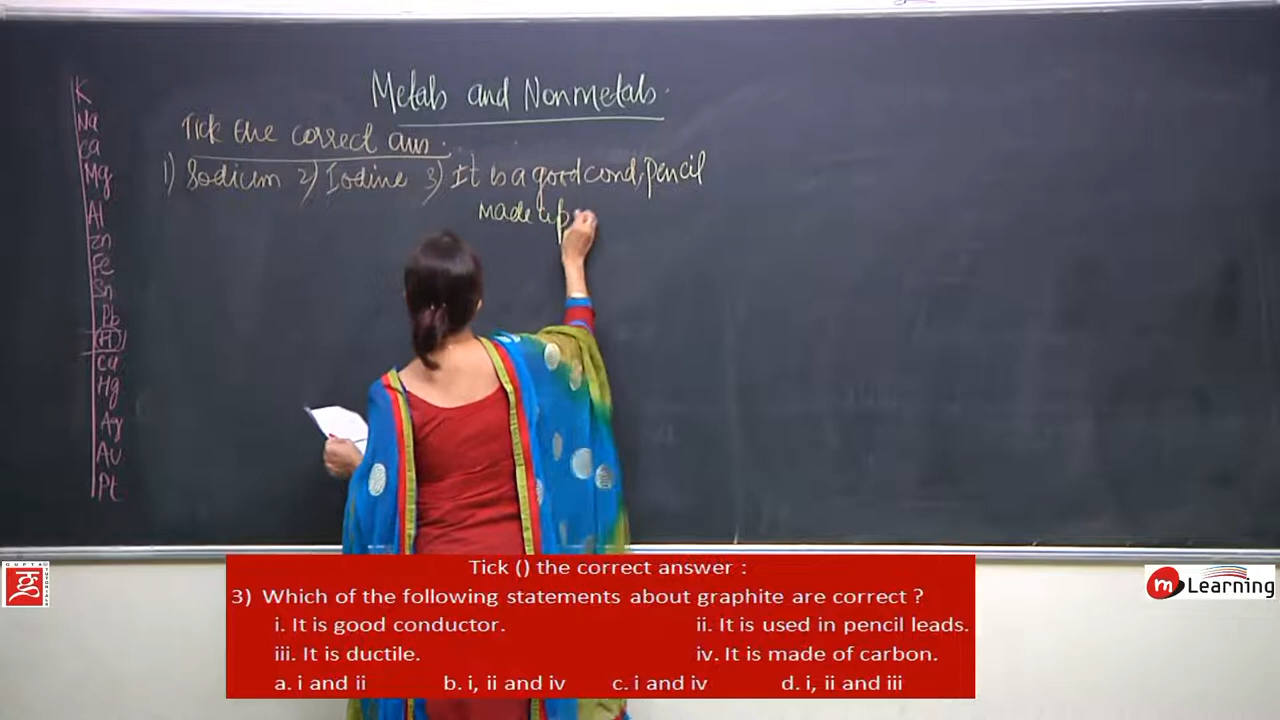 Metals and Nonmetals.
Tick the correct ans.
1) Sodium 2) Iodine 3) It is a good cond, pencil
made up
K
Na
Ca
Mg
Al
Zn
Fe
Sn
Pb
(H)
Cu
Hg
Ag
Au
Pt
Tick () the correct answer :
3) Which of the following statements about graphite are correct ?
i. It is good conductor. ii. It is used in pencil leads.
iii. It is ductile. iv. It is made of carbon.
a. i and ii b. i, ii and iv c. i and iv d. i, ii and iii
GUPTA
TUTORIALS
m Learning